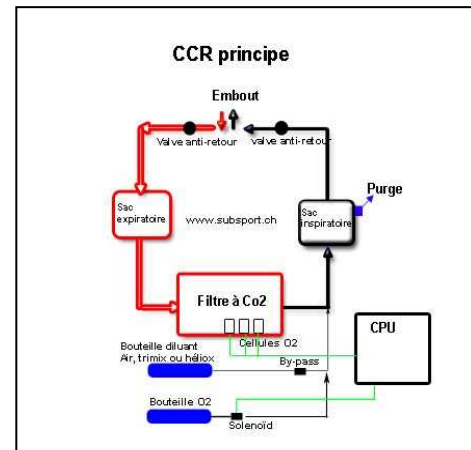 CCR principe
Embout
Valve anti-retour
valve anti-retour
Purge
Sac
expiratoire
www.subsport.ch
Sac
inspiratoire
Filtre à Co2
CPU
Cellules O2
Bouteille diluant
Air, trimix ou héliox
By-pass
Bouteille O2
Solenoïd